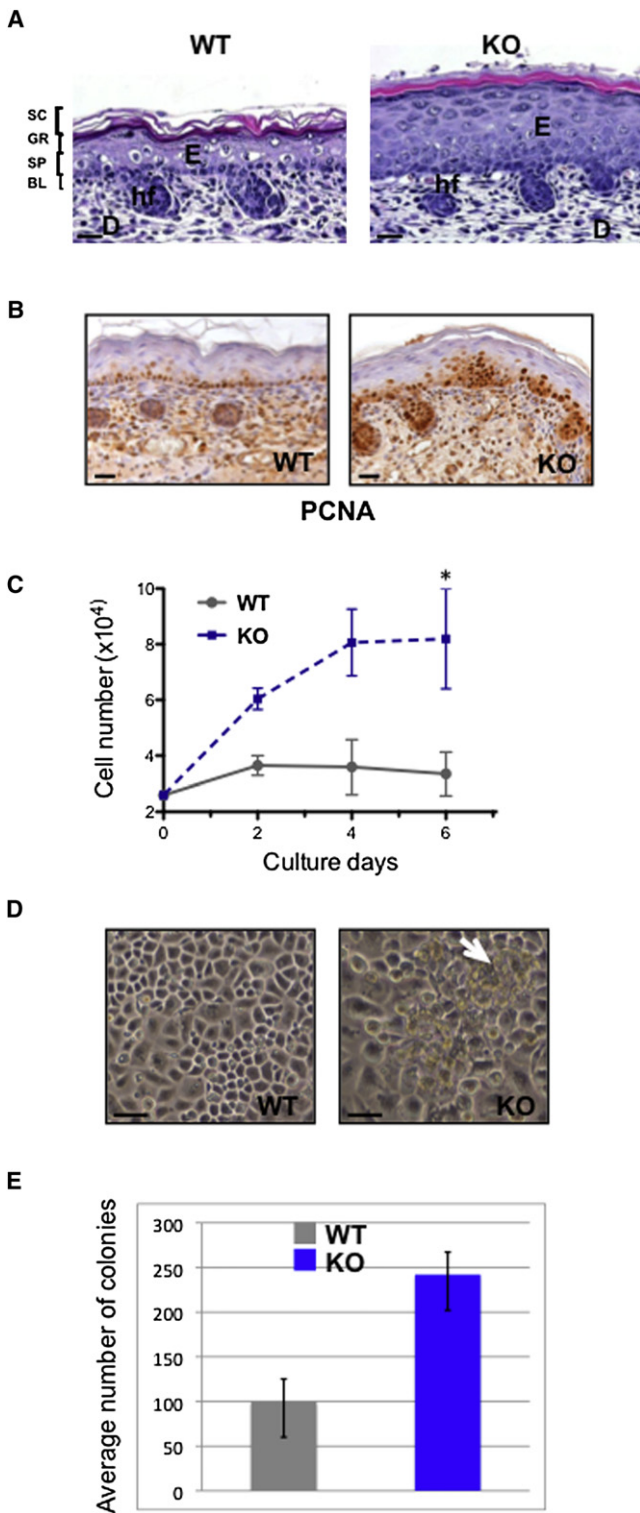 A
WT
KO
SC
GR
SP
BL
E
hf
D
E
hf
D
B
WT
KO
PCNA
C
Cell number (x10⁴)
10
8
6
4
2
WT
KO
*
0
2
4
6
Culture days
D
WT
KO
E
Average number of colonies
300
250
200
150
100
50
0
WT
KO